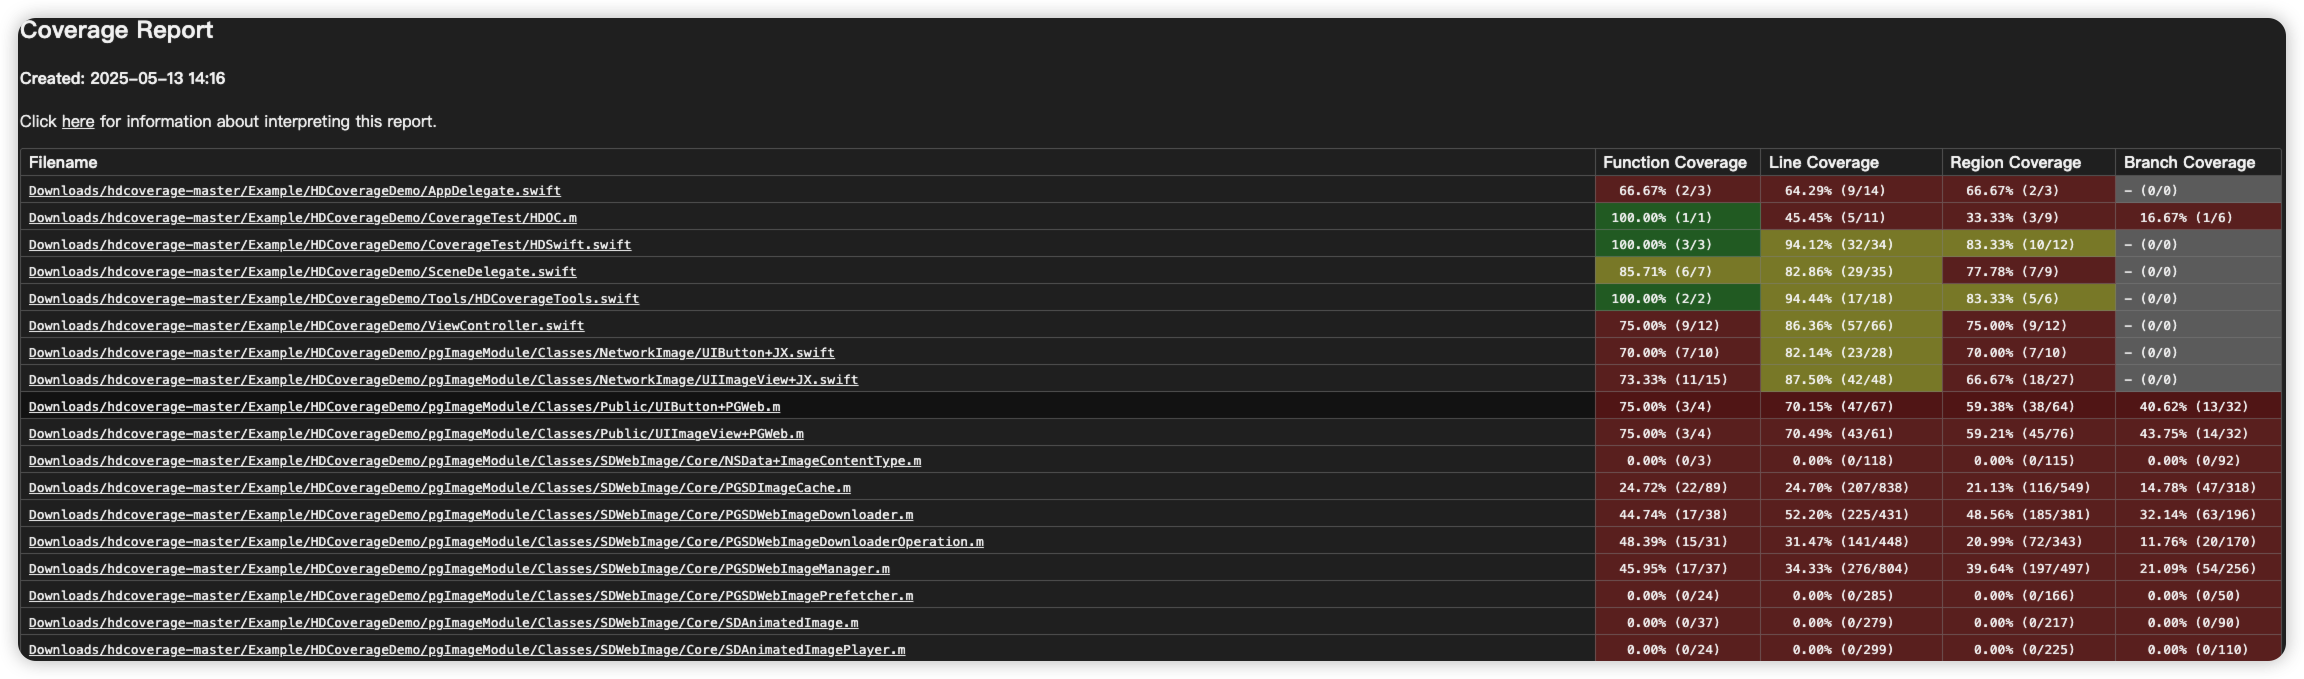 Coverage Report
Created: 2025-05-13 14:16
Click here for information about interpreting this report.
Filename Function Coverage Line Coverage Region Coverage Branch Coverage
Downloads/hdcoverage-master/Example/HDCoverageDemo/AppDelegate.swift 66.67% (2/3) 64.29% (9/14) 66.67% (2/3) - (0/0)
Downloads/hdcoverage-master/Example/HDCoverageDemo/CoverageTest/HDOC.m 100.00% (1/1) 45.45% (5/11) 33.33% (3/9) 16.67% (1/6)
Downloads/hdcoverage-master/Example/HDCoverageDemo/CoverageTest/HDSwift.swift 100.00% (3/3) 94.12% (32/34) 83.33% (10/12) - (0/0)
Downloads/hdcoverage-master/Example/HDCoverageDemo/SceneDelegate.swift 85.71% (6/7) 82.86% (29/35) 77.78% (7/9) - (0/0)
Downloads/hdcoverage-master/Example/HDCoverageDemo/Tools/HDCoverageTools.swift 100.00% (2/2) 94.44% (17/18) 83.33% (5/6) - (0/0)
Downloads/hdcoverage-master/Example/HDCoverageDemo/ViewController.swift 75.00% (9/12) 86.36% (57/66) 75.00% (9/12) - (0/0)
Downloads/hdcoverage-master/Example/HDCoverageDemo/pgImageModule/Classes/NetworkImage/UIButton+JX.swift 70.00% (7/10) 82.14% (23/28) 70.00% (7/10) - (0/0)
Downloads/hdcoverage-master/Example/HDCoverageDemo/pgImageModule/Classes/NetworkImage/UIImageView+JX.swift 73.33% (11/15) 87.50% (42/48) 66.67% (18/27) - (0/0)
Downloads/hdcoverage-master/Example/HDCoverageDemo/pgImageModule/Classes/Public/UIButton+PGWeb.m 75.00% (3/4) 70.15% (47/67) 59.38% (38/64) 40.62% (13/32)
Downloads/hdcoverage-master/Example/HDCoverageDemo/pgImageModule/Classes/Public/UIImageView+PGWeb.m 75.00% (3/4) 70.49% (43/61) 59.21% (45/76) 43.75% (14/32)
Downloads/hdcoverage-master/Example/HDCoverageDemo/pgImageModule/Classes/SDWebImage/Core/NSData+ImageContentType.m 0.00% (0/3) 0.00% (0/118) 0.00% (0/115) 0.00% (0/92)
Downloads/hdcoverage-master/Example/HDCoverageDemo/pgImageModule/Classes/SDWebImage/Core/PGSDImageCache.m 24.72% (22/89) 24.70% (207/838) 21.13% (116/549) 14.78% (47/318)
Downloads/hdcoverage-master/Example/HDCoverageDemo/pgImageModule/Classes/SDWebImage/Core/PGSDWebImageDownloader.m 44.74% (17/38) 52.20% (225/431) 48.56% (185/381) 32.14% (63/196)
Downloads/hdcoverage-master/Example/HDCoverageDemo/pgImageModule/Classes/SDWebImage/Core/PGSDWebImageDownloaderOperation.m 48.39% (15/31) 31.47% (141/448) 20.99% (72/343) 11.76% (20/170)
Downloads/hdcoverage-master/Example/HDCoverageDemo/pgImageModule/Classes/SDWebImage/Core/PGSDWebImageManager.m 45.95% (17/37) 34.33% (276/804) 39.64% (197/497) 21.09% (54/256)
Downloads/hdcoverage-master/Example/HDCoverageDemo/pgImageModule/Classes/SDWebImage/Core/PGSDWebImagePrefetcher.m 0.00% (0/24) 0.00% (0/285) 0.00% (0/166) 0.00% (0/50)
Downloads/hdcoverage-master/Example/HDCoverageDemo/pgImageModule/Classes/SDWebImage/Core/SDAnimatedImage.m 0.00% (0/37) 0.00% (0/279) 0.00% (0/217) 0.00% (0/90)
Downloads/hdcoverage-master/Example/HDCoverageDemo/pgImageModule/Classes/SDWebImage/Core/SDAnimatedImagePlayer.m 0.00% (0/24) 0.00% (0/299) 0.00% (0/225) 0.00% (0/110)